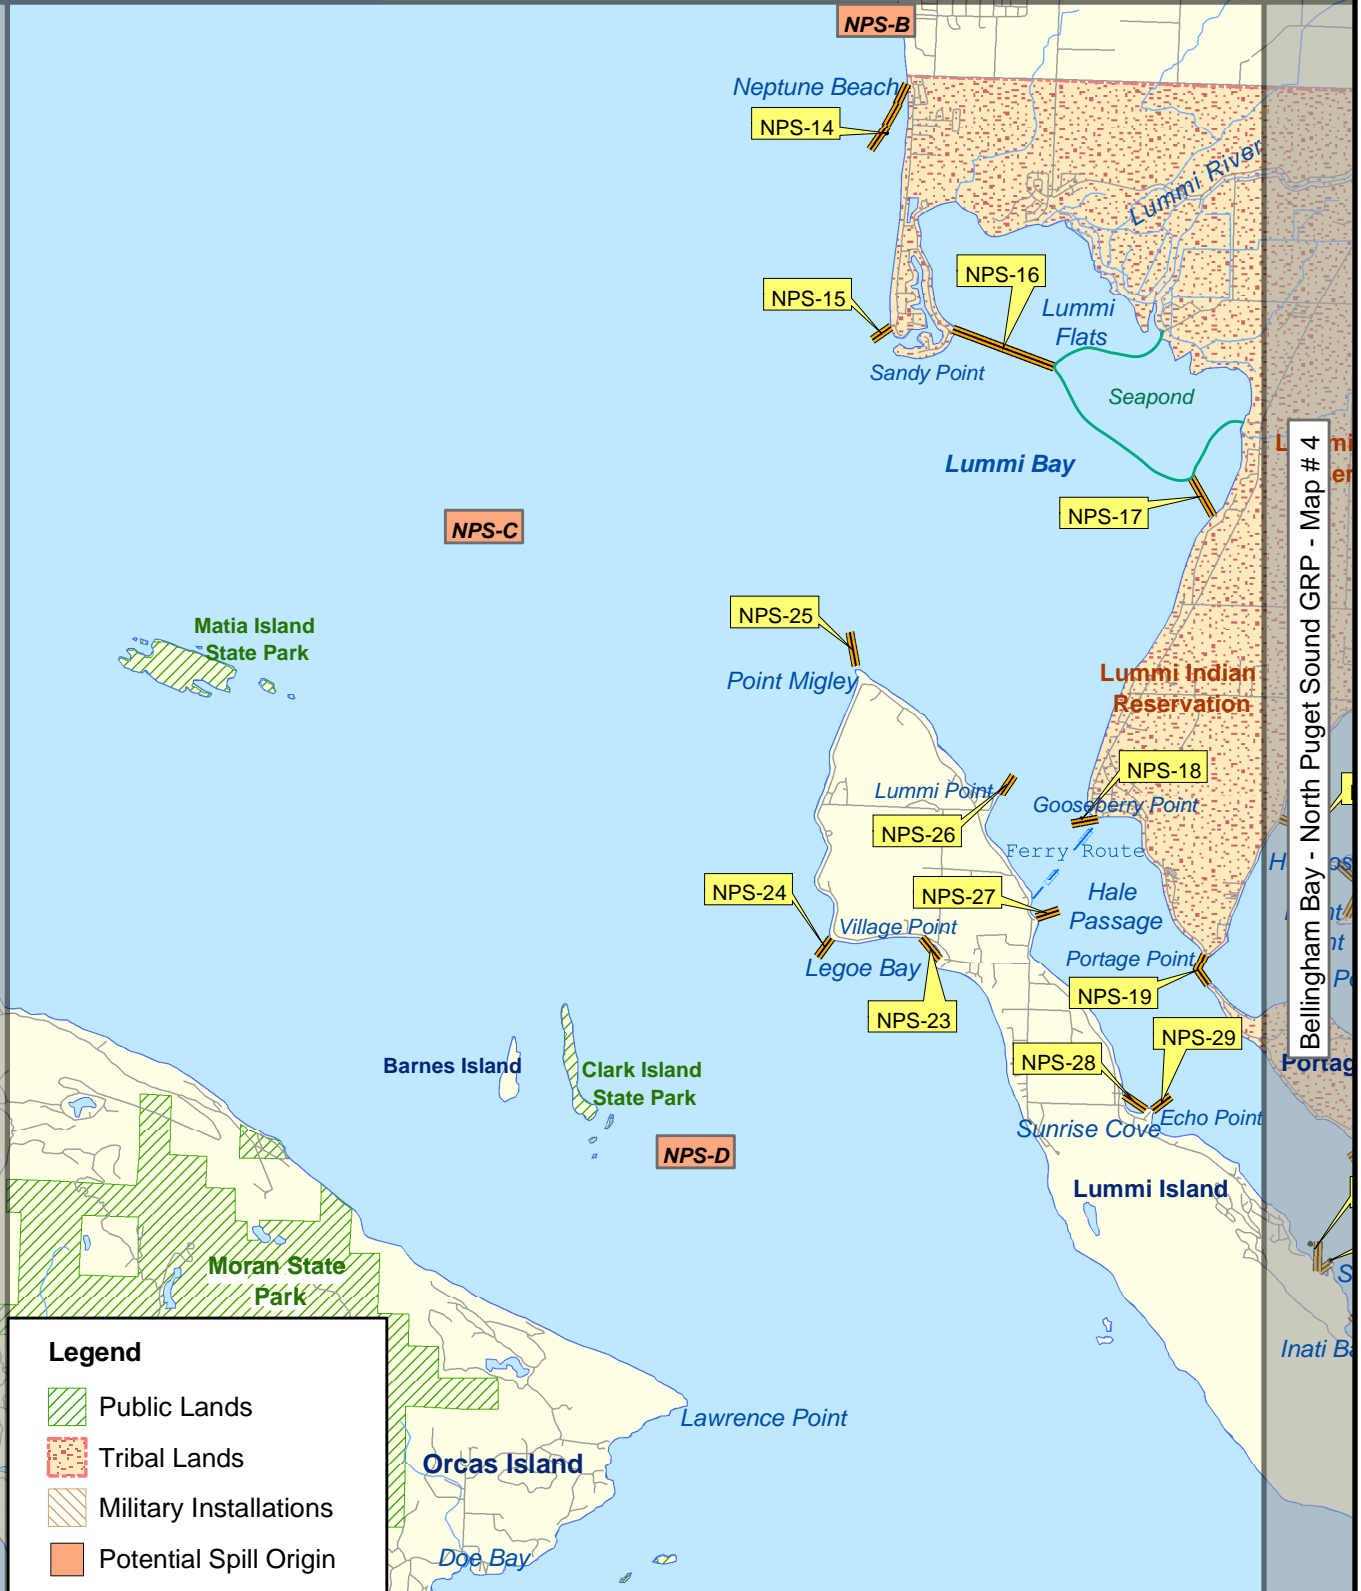 NPS-B
Neptune Beach
NPS-14
Lummi River
NPS-16
NPS-15
Lummi
Flats
Sandy Point
Seapond
Lummi Bay
NPS-17
NPS-C
Matia Island
State Park
NPS-25
Point Migley
Lummi Indian
Reservation
NPS-18
Lummi Point
Gooseberry Point
NPS-26
Ferry Route
NPS-24
NPS-27
Hale
Passage
Village Point
Legoe Bay
Portage Point
NPS-19
NPS-23
NPS-29
NPS-28
Barnes Island
Clark Island
State Park
Echo Point
Sunrise Cove
NPS-D
Lummi Island
Bellingham Bay - North Puget Sound GRP - Map # 4
Portag
Moran State
Park
Inati Ba
Lawrence Point
Orcas Island
Doe Bay
Legend
Public Lands
Tribal Lands
Military Installations
Potential Spill Origin